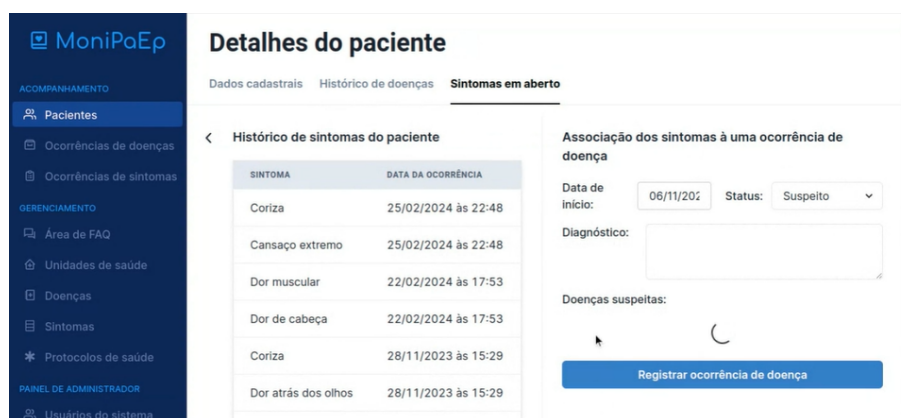 MoniPaEp
ACOMPANHAMENTO
Pacientes
Ocorrências de doenças
Ocorrências de sintomas
GERENCIAMENTO
Área de FAQ
Unidades de saúde
Doenças
Sintomas
Protocolos de saúde
PAINEL DE ADMINISTRADOR
Usuários do sistema
Detalhes do paciente
Dados cadastrais Histórico de doenças Sintomas em aberto
Histórico de sintomas do paciente
SINTOMA DATA DA OCORRÊNCIA
Coriza 25/02/2024 às 22:48
Cansaço extremo 25/02/2024 às 22:48
Dor muscular 22/02/2024 às 17:53
Dor de cabeça 22/02/2024 às 17:53
Coriza 28/11/2023 às 15:29
Dor atrás dos olhos 28/11/2023 às 15:29
Associação dos sintomas à uma ocorrência de
doença
Data de
início:
06/11/202 Status: Suspeito
Diagnóstico:
Doenças suspeitas:
Registrar ocorrência de doença